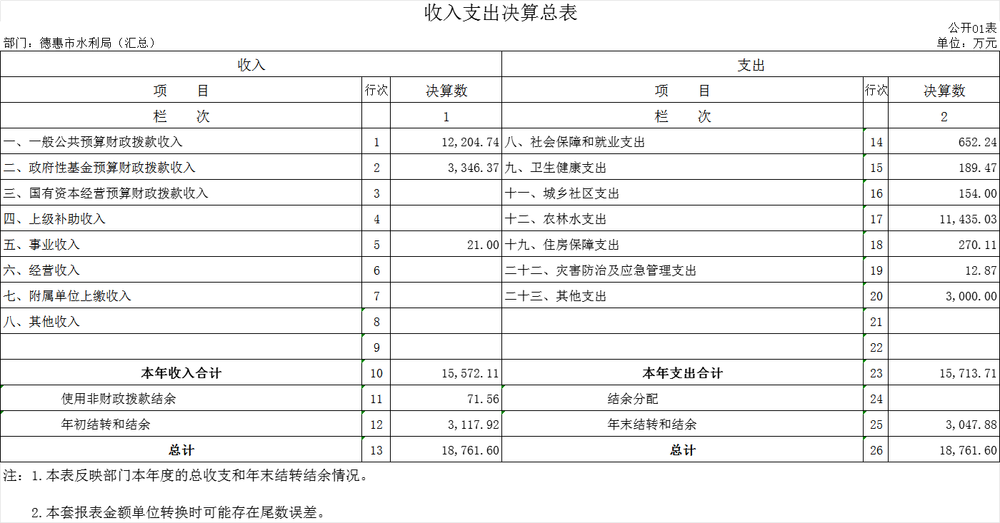 收入支出决算总表
公开01表
部门：德惠市水利局（汇总） 单位：万元
收入 支出
项 目 行次 决算数 项 目 行次 决算数
栏 次 1 栏 次 2
一、一般公共预算财政拨款收入 1 12,204.74 八、社会保障和就业支出 14 652.24
二、政府性基金预算财政拨款收入 2 3,346.37 九、卫生健康支出 15 189.47
三、国有资本经营预算财政拨款收入 3 十一、城乡社区支出 16 154.00
四、上级补助收入 4 十二、农林水支出 17 11,435.03
五、事业收入 5 21.00 十九、住房保障支出 18 270.11
六、经营收入 6 二十二、灾害防治及应急管理支出 19 12.87
七、附属单位上缴收入 7 二十三、其他支出 20 3,000.00
八、其他收入 8 21
9 22
本年收入合计 10 15,572.11 本年支出合计 23 15,713.71
使用非财政拨款结余 11 71.56 结余分配 24
年初结转和结余 12 3,117.92 年末结转和结余 25 3,047.88
总计 13 18,761.60 总计 26 18,761.60
注：1.本表反映部门本年度的总收支和年末结转结余情况。
2.本套报表金额单位转换时可能存在尾数误差。